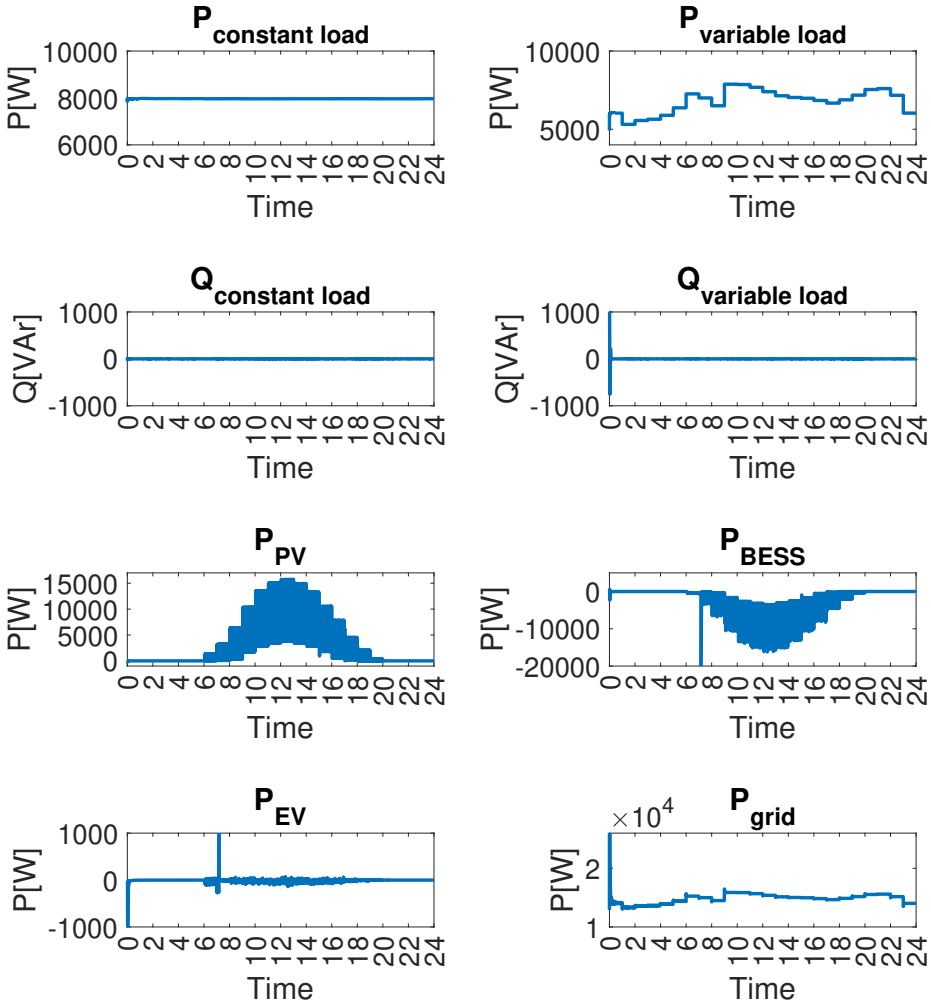 P constant load
10000
8000
6000
P[W]
0 2 4 6 8 10 12 14 16 18 20 22 24
Time
P variable load
10000
5000
P[W]
0 2 4 6 8 10 12 14 16 18 20 22 24
Time
Q constant load
1000
0
-1000
Q[VAr]
0 2 4 6 8 10 12 14 16 18 20 22 24
Time
Q variable load
1000
0
-1000
Q[VAr]
0 2 4 6 8 10 12 14 16 18 20 22 24
Time
P PV
15000
10000
5000
0
P[W]
0 2 4 6 8 10 12 14 16 18 20 22 24
Time
P BESS
0
-10000
-20000
P[W]
0 2 4 6 8 10 12 14 16 18 20 22 24
Time
P EV
1000
0
-1000
P[W]
0 2 4 6 8 10 12 14 16 18 20 22 24
Time
P grid
×10^4
2
1
P[W]
0 2 4 6 8 10 12 14 16 18 20 22 24
Time